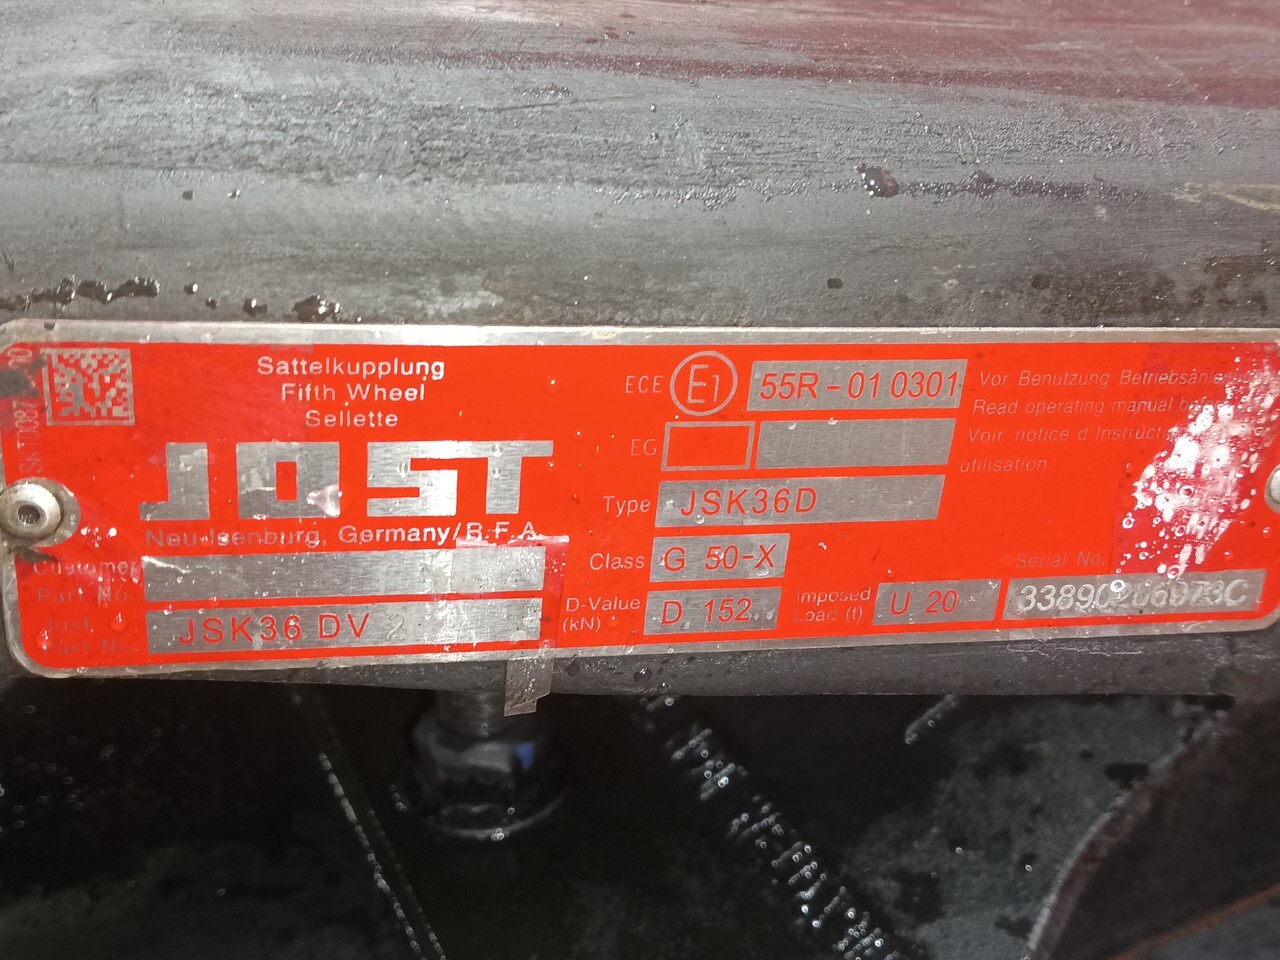 Sattelkupplung
Fifth Wheel
Sellette
JOST
Neu-Isenburg, Germany/B.F.A.
Customer
Part No.
Jost
Part No. JSK36 DV
ECE E1 55R-01 0301
EG
Type JSK36D
Class G 50-X
D-Value
(kN) D 152
Imposed
Load (t) U 20
Serial No.
Vor Benutzung
Read operating manual
Voir notice d'Instruct
utilisation